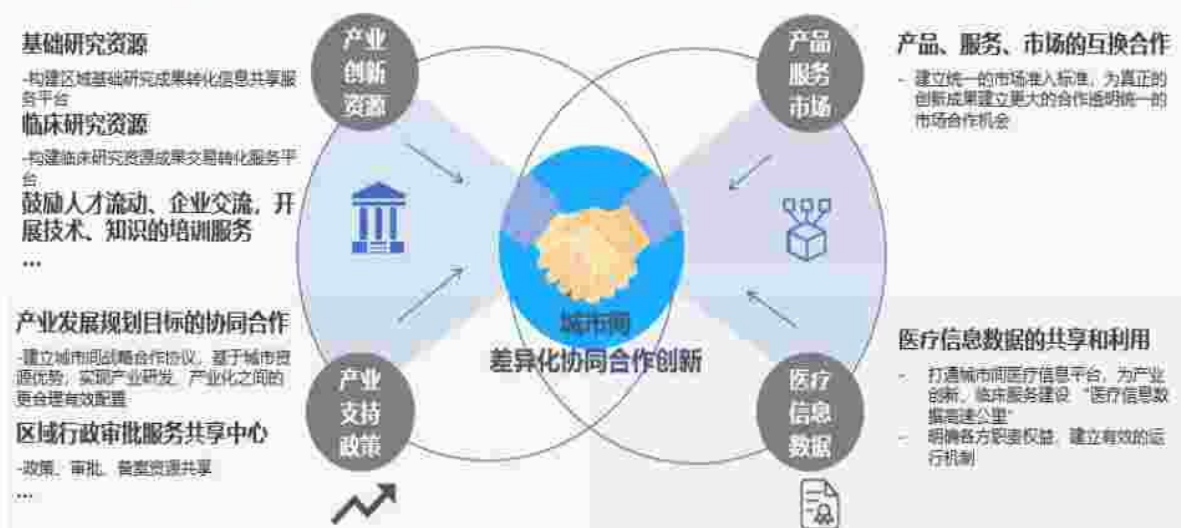 基础研究资源
-构建区域基础研究成果转化信息共享服
务平台
临床研究资源
-构建临床研究资源成果交易转化服务平
台
鼓励人才流动、企业交流，开
展技术、知识的培训服务
...
产业发展规划目标的协同合作
-建立城市间战略合作协议，基于城市资
源优势，实现产业研发、产业化之间的
更合理有效配置
区域行政审批服务共享中心
-政策、审批、备案资源共享
...
产业
创新
资源
产业
支持
政策
城市间
差异化协同合作创新
产品
服务
市场
医疗
信息
数据
产品、服务、市场的互换合作
- 建立统一的市场准入标准，为真正的
创新成果建立更大的合作透明统一的
市场合作机会
医疗信息数据的共享和利用
- 打通城市间医疗信息平台，为产业
创新、临床服务建设 “医疗信息数
据高速公里”
- 明确各方职责权益，建立有效的运
行机制